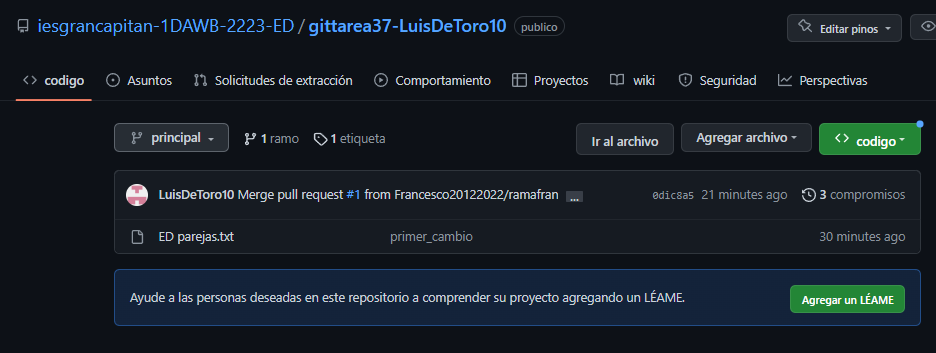 iesgrancapitan-1DAWB-2223-ED / gittarea37-LuisDeToro10 publico Editar pinos
codigo Asuntos Solicitudes de extracción Comportamiento Proyectos wiki Seguridad Perspectivas
principal 1 ramo 1 etiqueta Ir al archivo Agregar archivo codigo
LuisDeToro10 Merge pull request #1 from Francesco20122022/ramafran ... 0dic8a5 21 minutes ago 3 compromisos
ED parejas.txt primer_cambio 30 minutes ago
Ayude a las personas deseadas en este repositorio a comprender su proyecto agregando un LÉAME. Agregar un LÉAME